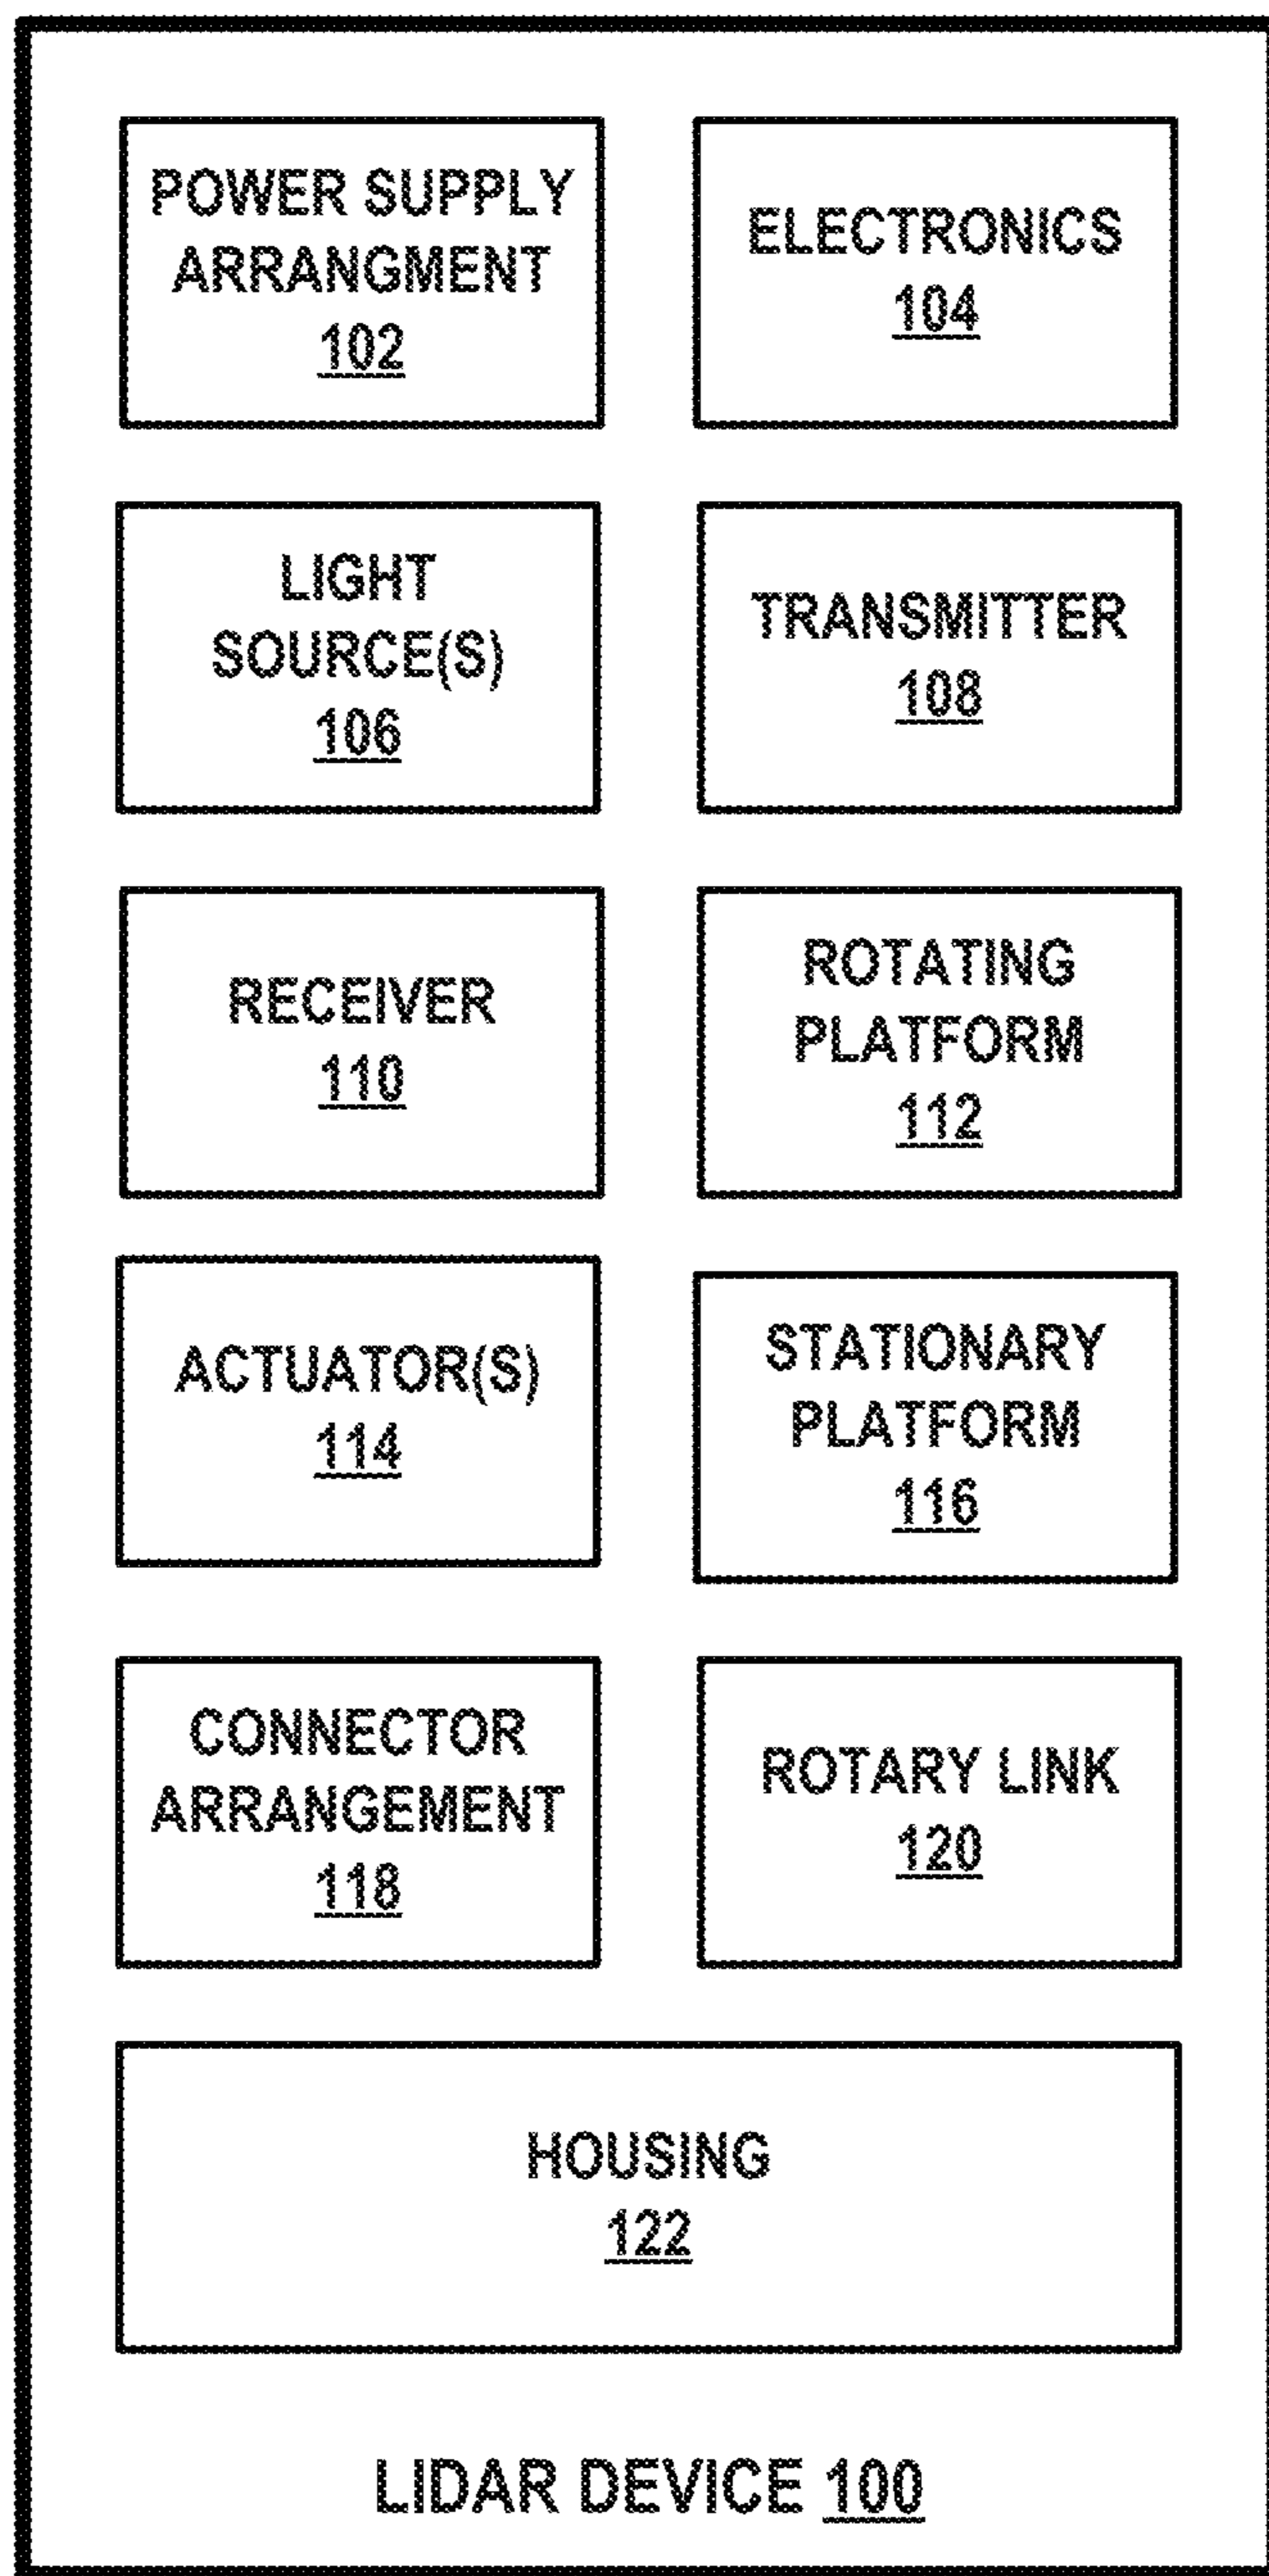 POWER SUPPLY
ARRANGMENT
102
ELECTRONICS
104
LIGHT
SOURCE(S)
106
TRANSMITTER
108
RECEIVER
110
ROTATING
PLATFORM
112
ACTUATOR(S)
114
STATIONARY
PLATFORM
116
CONNECTOR
ARRANGEMENT
118
ROTARY LINK
120
HOUSING
122
LIDAR DEVICE 100